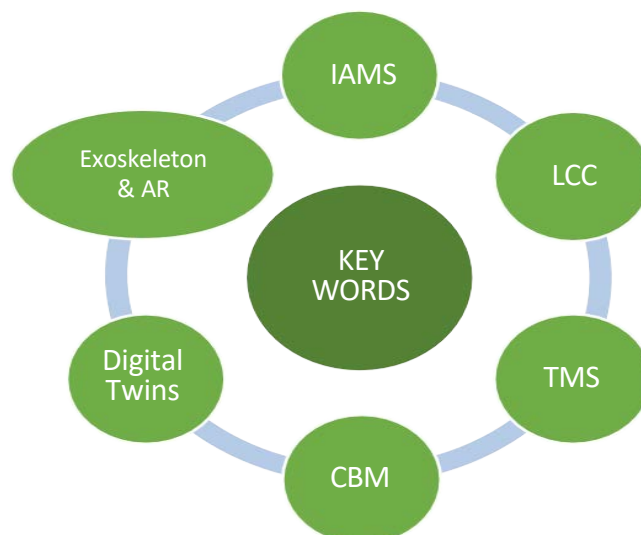 IAMS
Exoskeleton
& AR
LCC
KEY
WORDS
Digital
Twins
TMS
CBM